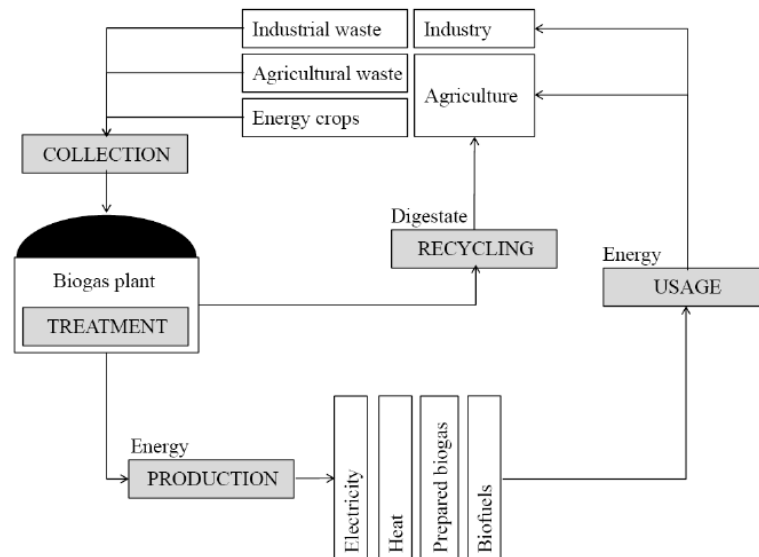 Industrial waste
Industry
Agricultural waste
Agriculture
Energy crops
COLLECTION
Digestate
RECYCLING
Energy
USAGE
Biogas plant
TREATMENT
Energy
PRODUCTION
Electricity
Heat
Prepared biogas
Biofuels